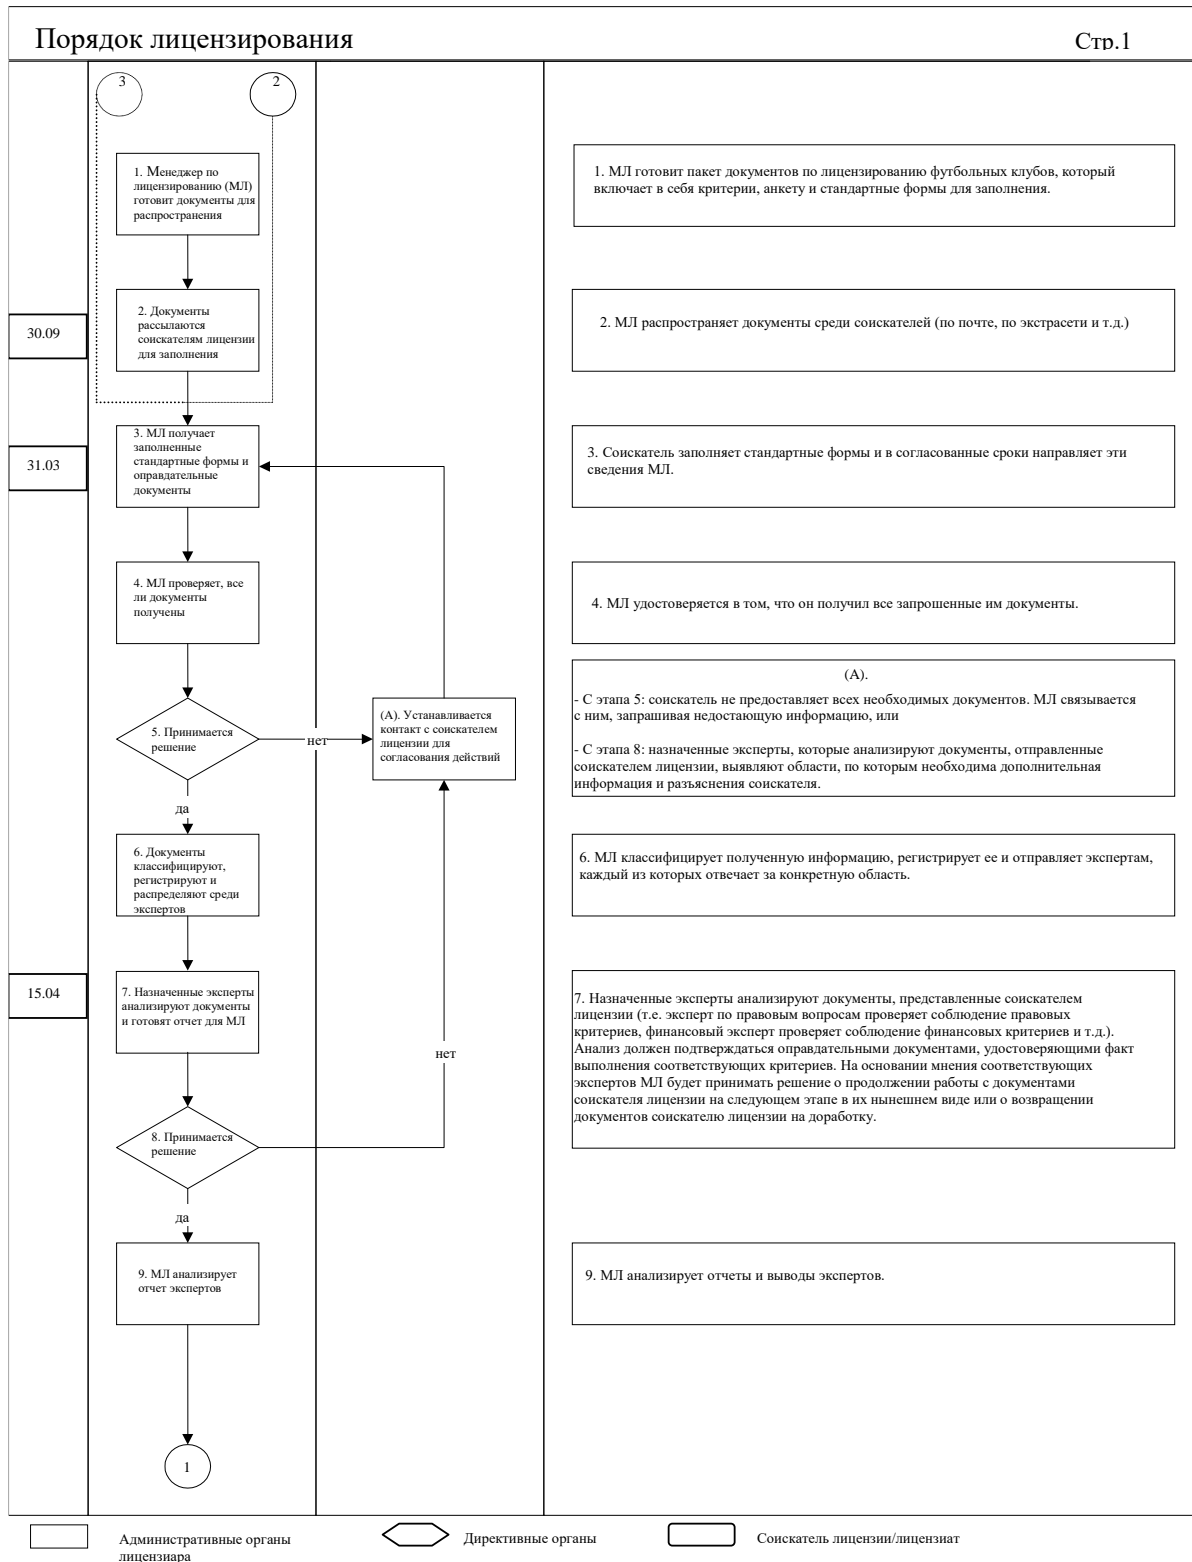 Порядок лицензирования
Стр.1
3
2
1. Менеджер по
лицензированию (МЛ)
готовит документы для
распространения
1. МЛ готовит пакет документов по лицензированию футбольных клубов, который
включает в себя критерии, анкету и стандартные формы для заполнения.
30.09
2. Документы
рассылаются
соискателям лицензии
для заполнения
2. МЛ распространяет документы среди соискателей (по почте, по экстрасети и т.д.)
31.03
3. МЛ получает
заполненные
стандартные формы и
оправдательные
документы
3. Соискатель заполняет стандартные формы и в согласованные сроки направляет эти
сведения МЛ.
4. МЛ проверяет, все
ли документы
получены
4. МЛ удостоверяется в том, что он получил все запрошенные им документы.
5. Принимается
решение
нет
(А). Устанавливается
контакт с соискателем
лицензии для
согласования действий
(А).
- С этапа 5: соискатель не предоставляет всех необходимых документов. МЛ связывается
с ним, запрашивая недостающую информацию, или
- С этапа 8: назначенные эксперты, которые анализируют документы, отправленные
соискателем лицензии, выявляют области, по которым необходима дополнительная
информация и разъяснения соискателя.
да
6. Документы
классифицируют,
регистрируют и
распределяют среди
экспертов
6. МЛ классифицирует полученную информацию, регистрирует ее и отправляет экспертам,
каждый из которых отвечает за конкретную область.
15.04
7. Назначенные эксперты
анализируют документы
и готовят отчет для МЛ
7. Назначенные эксперты анализируют документы, представленные соискателем
лицензии (т.е. эксперт по правовым вопросам проверяет соблюдение правовых
критериев, финансовый эксперт проверяет соблюдение финансовых критериев и т.д.).
Анализ должен подтверждаться оправдательными документами, удостоверяющими факт
выполнения соответствующих критериев. На основании мнения соответствующих
экспертов МЛ будет принимать решение о продолжении работы с документами
соискателя лицензии на следующем этапе в их нынешнем виде или о возвращении
документов соискателю лицензии на доработку.
нет
8. Принимается
решение
да
9. МЛ анализирует
отчет экспертов
9. МЛ анализирует отчеты и выводы экспертов.
1
Административные органы
лицензиара
Директивные органы
Соискатель лицензии/лицензиат